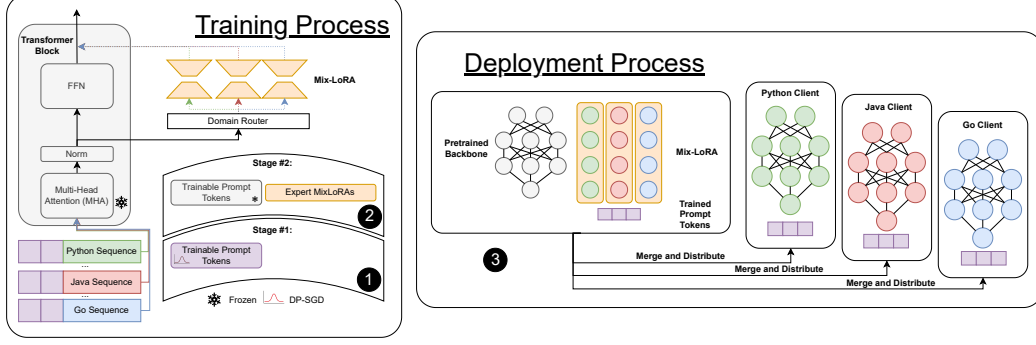 Training Process
Transformer
Block
FFN
Mix-LoRA
Domain Router
Norm
Multi-Head
Attention (MHA)
Stage #2:
Trainable Prompt
Tokens
Expert MixLoRAs
2
Stage #1:
Trainable Prompt
Tokens
1
Python Sequence
...
Java Sequence
...
Go Sequence
Frozen
DP-SGD
Deployment Process
Pretrained
Backbone
Mix-LoRA
Trained
Prompt
Tokens
Python Client
Java Client
Go Client
3
Merge and Distribute
Merge and Distribute
Merge and Distribute